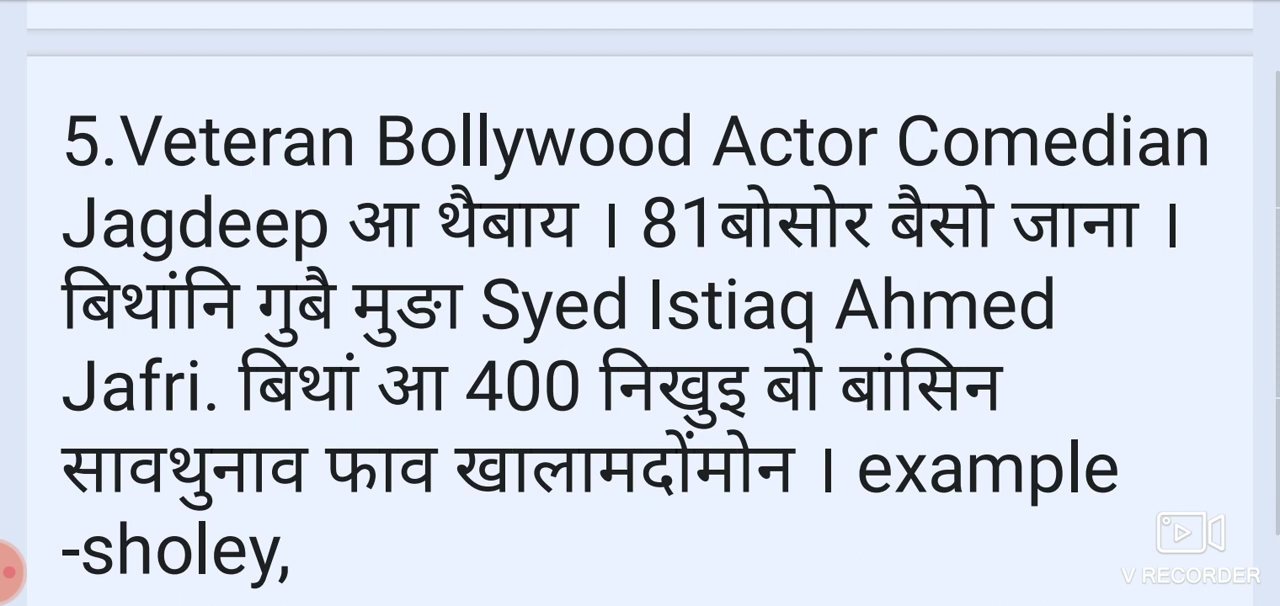 5.Veteran Bollywood Actor Comedian
Jagdeep आ थैबाय । 81बोसोर बैसो जाना ।
बिथांनि गुबै मुङा Syed Istiaq Ahmed
Jafri. बिथां आ 400 निखुइ बो बांसिन
सावथुनाव फाव खालामदोंमोन । example
-sholey,
V RECORDER